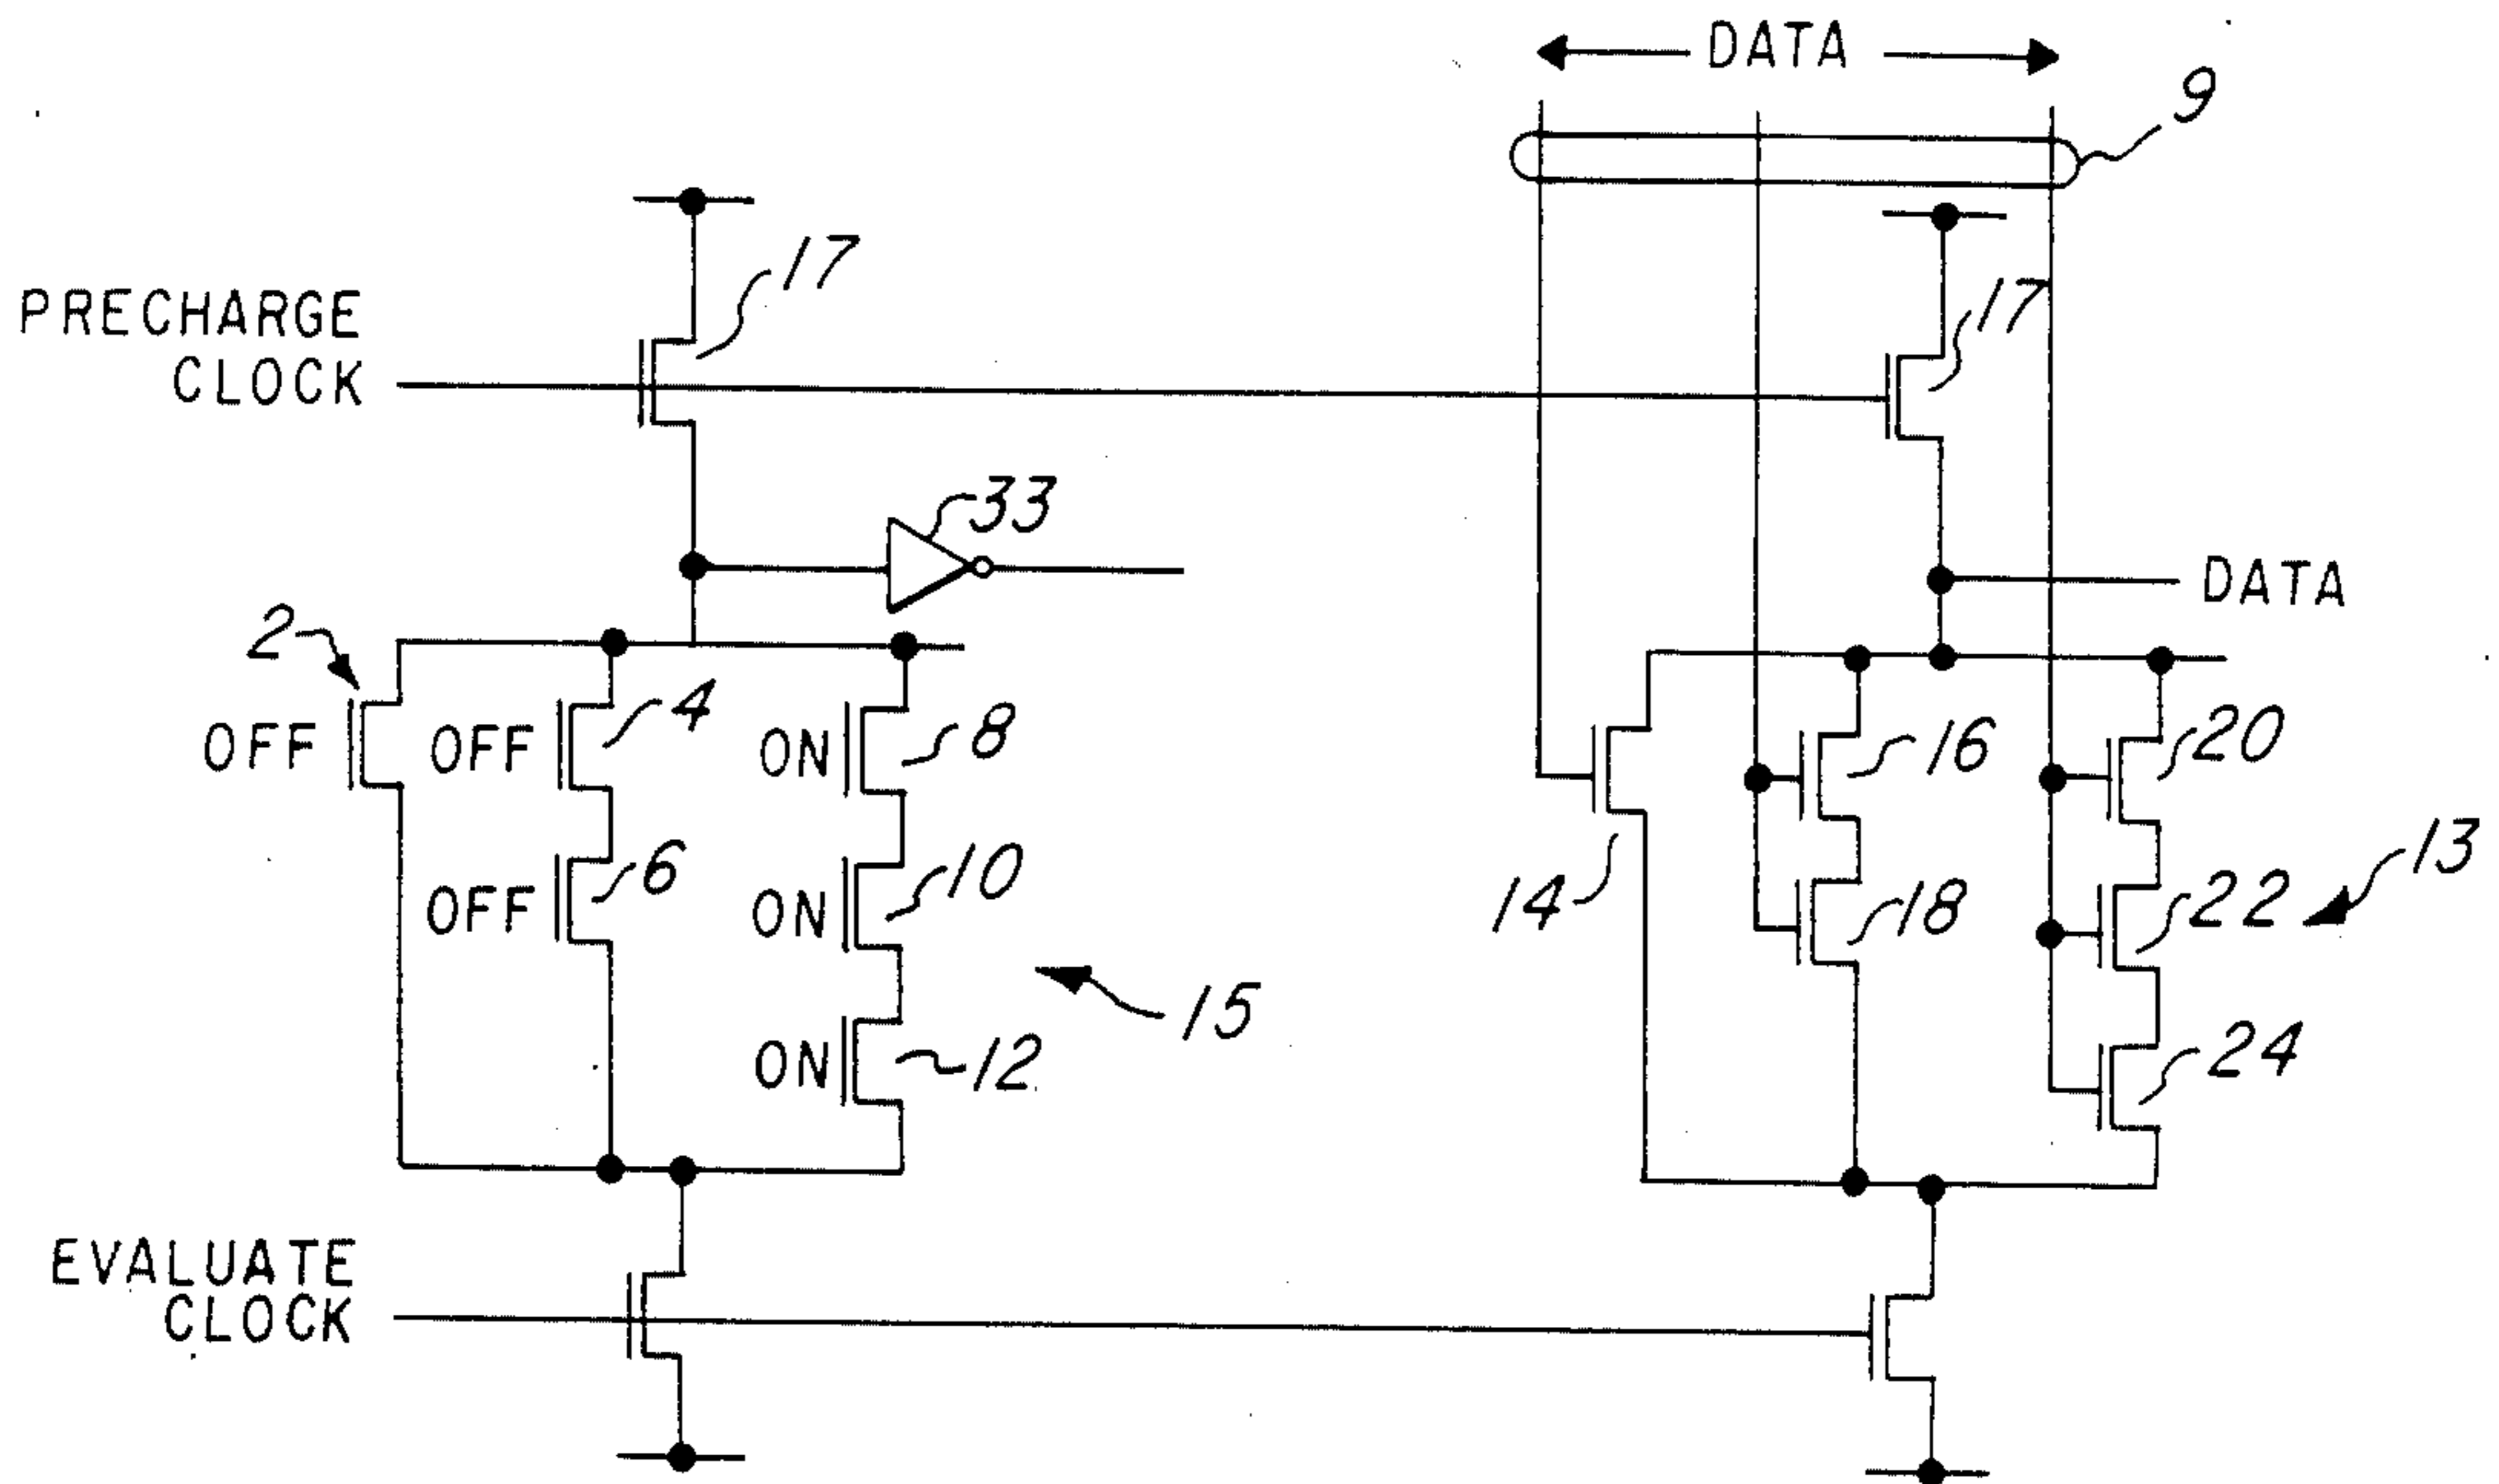 DATA
9
17
PRECHARGE
CLOCK
17
33
DATA
2
OFF
OFF
4
ON
8
16
20
OFF
6
ON
10
14
18
22
13
15
ON
12
24
EVALUATE
CLOCK